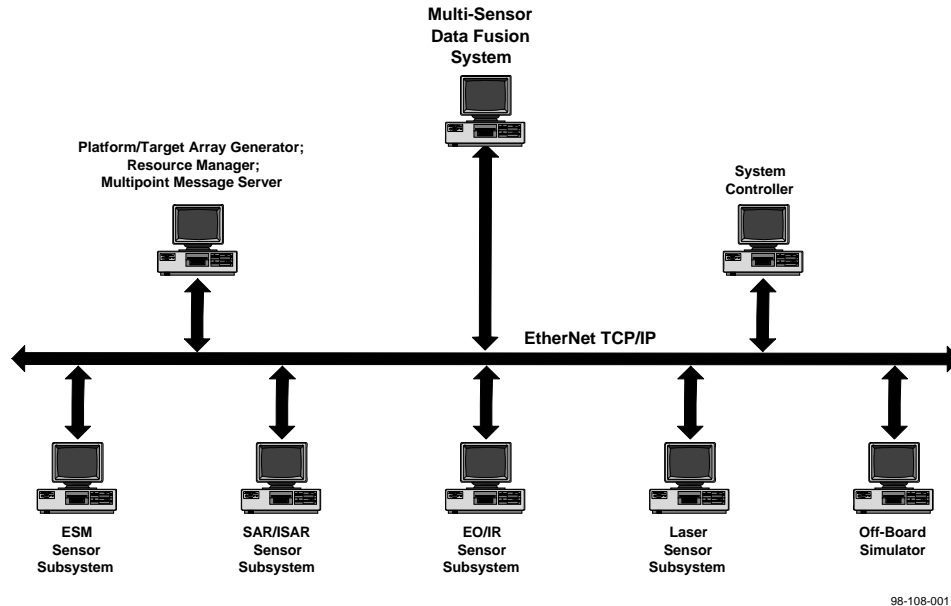 Multi-Sensor
Data Fusion
System
Platform/Target Array Generator;
Resource Manager;
Multipoint Message Server
System
Controller
EtherNet TCP/IP
ESM
Sensor
Subsystem
SAR/ISAR
Sensor
Subsystem
EO/IR
Sensor
Subsystem
Laser
Sensor
Subsystem
Off-Board
Simulator
98-108-001